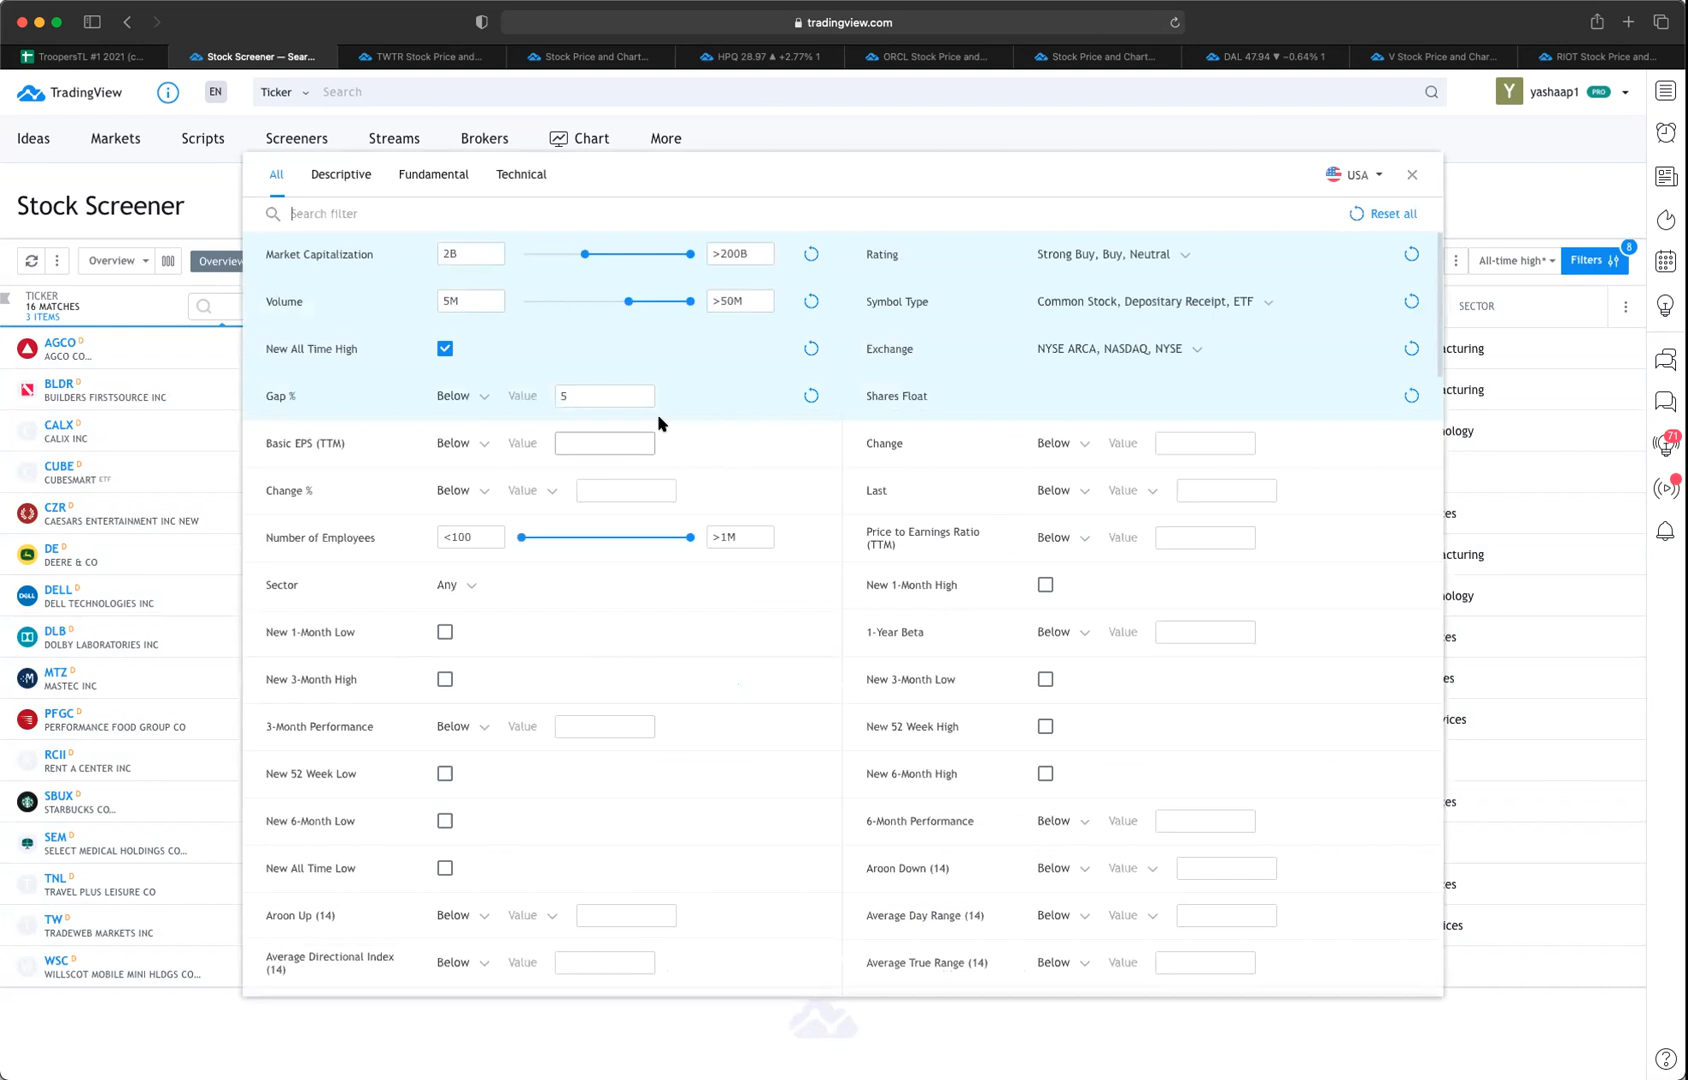 tradingview.com
TroopersTL #1 2021 (c...
Stock Screener — Sear...
TWTR Stock Price and...
Stock Price and Chart...
HPQ 28.97 ▲ +2.77% 1
ORCL Stock Price and...
Stock Price and Chart...
DAL 47.94 ▼ −0.64% 1
V Stock Price and Char...
RIOT Stock Price and...
TradingView
EN
Ticker
Search
Y
yashaap1
PRO
Ideas
Markets
Scripts
Screeners
Streams
Brokers
Chart
More
Stock Screener
Overview
Overview
All-time high*
Filters
8
TICKER
16 MATCHES
3 ITEMS
SECTOR
AGCO D
AGCO CO...
BLDR D
BUILDERS FIRSTSOURCE INC
CALX D
CALIX INC
CUBE D
CUBESMART ETF
CZR D
CAESARS ENTERTAINMENT INC NEW
DE D
DEERE & CO
DELL D
DELL
DELL TECHNOLOGIES INC
DLB D
DOLBY LABORATORIES INC
MTZ D
MASTEC INC
PFGC D
PERFORMANCE FOOD GROUP CO
RCII D
RENT A CENTER INC
SBUX D
STARBUCKS CO...
SEM D
SELECT MEDICAL HOLDINGS CO...
TNL D
TRAVEL PLUS LEISURE CO
TW D
TRADEWEB MARKETS INC
WSC D
WILLSCOT MOBILE MINI HLDGS CO...
All
Descriptive
Fundamental
Technical
USA
Search filter
Reset all
Market Capitalization 2B >200B
Rating Strong Buy, Buy, Neutral
Volume 5M >50M
Symbol Type Common Stock, Depositary Receipt, ETF
New All Time High
Exchange NYSE ARCA, NASDAQ, NYSE
Gap % Below Value 5
Shares Float
Basic EPS (TTM) Below Value
Change Below Value
Change % Below Value
Last Below Value
Number of Employees <100 >1M
Price to Earnings Ratio
(TTM) Below Value
Sector Any
New 1-Month High
New 1-Month Low
1-Year Beta Below Value
New 3-Month High
New 3-Month Low
3-Month Performance Below Value
New 52 Week High
New 52 Week Low
New 6-Month High
New 6-Month Low
6-Month Performance Below Value
New All Time Low
Aroon Down (14) Below Value
Aroon Up (14) Below Value
Average Day Range (14) Below Value
Average Directional Index
(14) Below Value
Average True Range (14) Below Value
cturing
cturing
ology
ces
cturing
ology
es
es
vices
es
es
ices
71